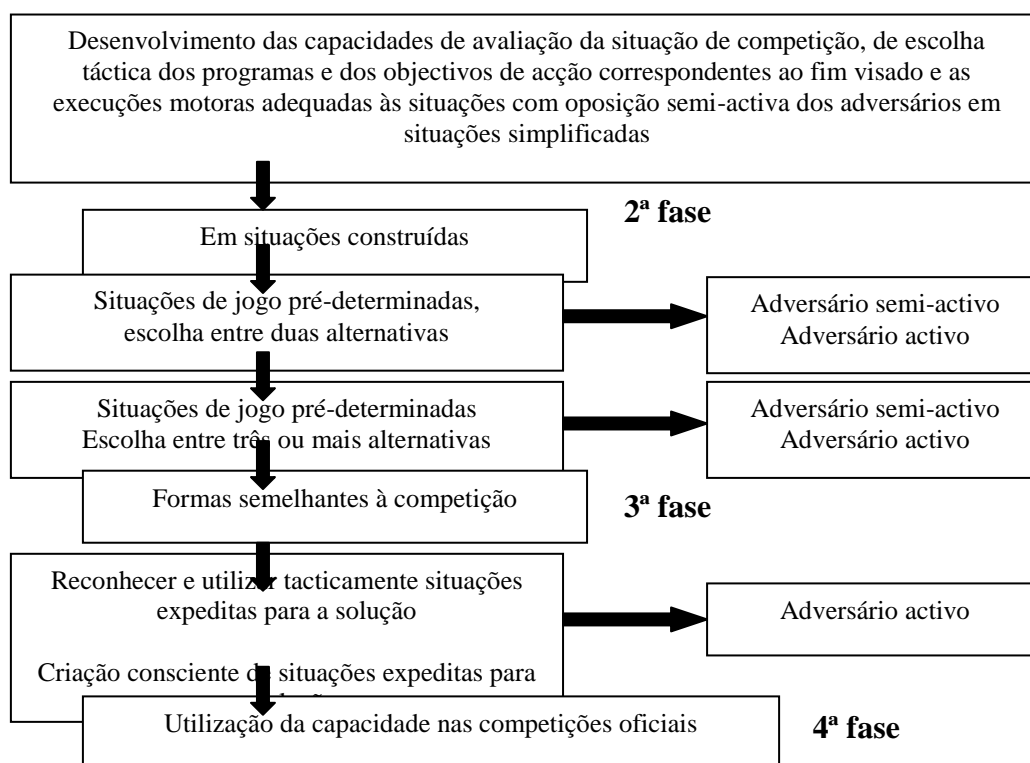 Desenvolvimento das capacidades de avaliação da situação de competição, de escolha
táctica dos programas e dos objectivos de acção correspondentes ao fim visado e as
execuções motoras adequadas às situações com oposição semi-activa dos adversários em
situações simplificadas
2ª fase
Em situações construídas
Situações de jogo pré-determinadas,
escolha entre duas alternativas
Adversário semi-activo
Adversário activo
Situações de jogo pré-determinadas
Escolha entre três ou mais alternativas
Adversário semi-activo
Adversário activo
Formas semelhantes à competição
3ª fase
Reconhecer e utilizar tacticamente situações
expeditas para a solução
Adversário activo
Criação consciente de situações expeditas para
Utilização da capacidade nas competições oficiais
4ª fase